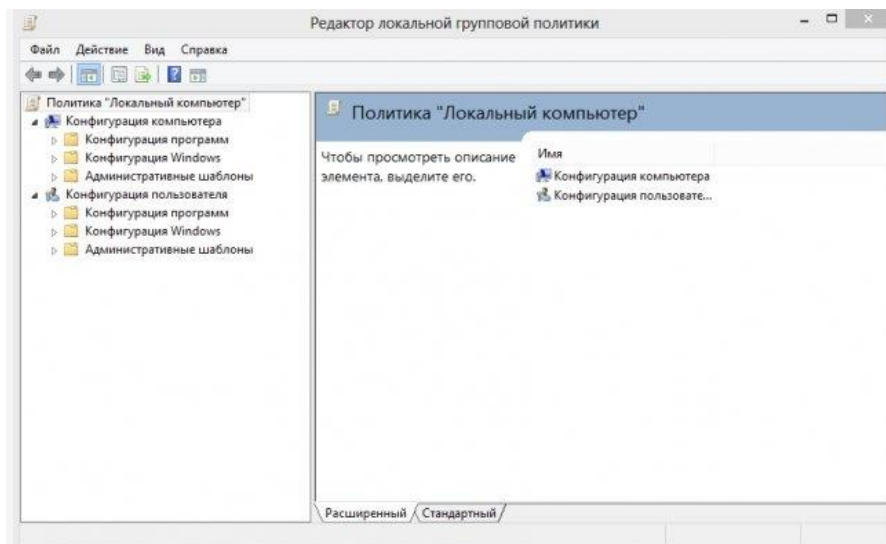 Редактор локальной групповой политики
Файл Действие Вид Справка
Политика "Локальный компьютер"
Конфигурация компьютера
Конфигурация программ
Конфигурация Windows
Административные шаблоны
Конфигурация пользователя
Конфигурация программ
Конфигурация Windows
Административные шаблоны
Политика "Локальный компьютер"
Чтобы просмотреть описание
элемента, выделите его.
Имя
Конфигурация компьютера
Конфигурация пользовате...
Расширенный Стандартный